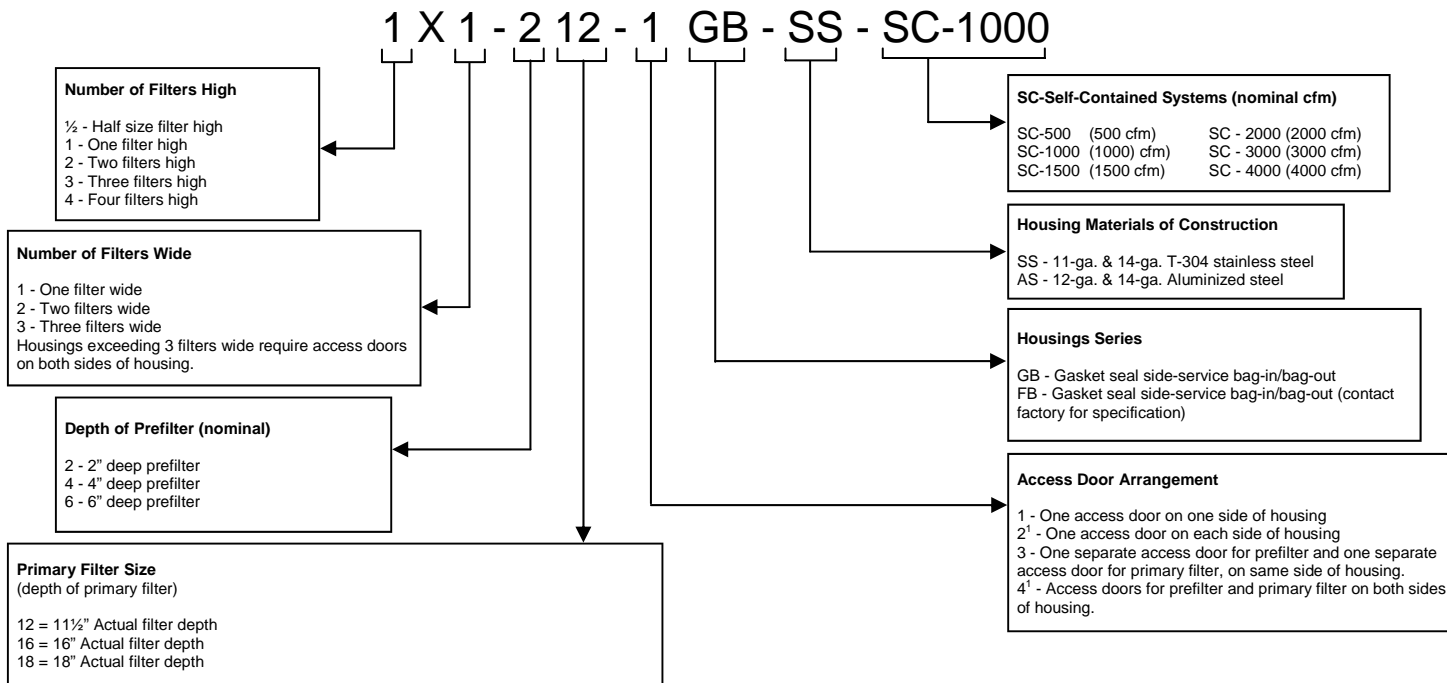 1 X 1 - 2 12 - 1 GB - SS - SC-1000
Number of Filters High
½ - Half size filter high
1 - One filter high
2 - Two filters high
3 - Three filters high
4 - Four filters high
Number of Filters Wide
1 - One filter wide
2 - Two filters wide
3 - Three filters wide
Housings exceeding 3 filters wide require access doors
on both sides of housing.
Depth of Prefilter (nominal)
2 - 2” deep prefilter
4 - 4” deep prefilter
6 - 6” deep prefilter
Primary Filter Size
(depth of primary filter)
12 = 11½” Actual filter depth
16 = 16” Actual filter depth
18 = 18” Actual filter depth
SC-Self-Contained Systems (nominal cfm)
SC-500 (500 cfm) SC - 2000 (2000 cfm)
SC-1000 (1000) cfm) SC - 3000 (3000 cfm)
SC-1500 (1500 cfm) SC - 4000 (4000 cfm)
Housing Materials of Construction
SS - 11-ga. & 14-ga. T-304 stainless steel
AS - 12-ga. & 14-ga. Aluminized steel
Housings Series
GB - Gasket seal side-service bag-in/bag-out
FB - Gasket seal side-service bag-in/bag-out (contact
factory for specification)
Access Door Arrangement
1 - One access door on one side of housing
2¹ - One access door on each side of housing
3 - One separate access door for prefilter and one separate
access door for primary filter, on same side of housing.
4¹ - Access doors for prefilter and primary filter on both sides
of housing.